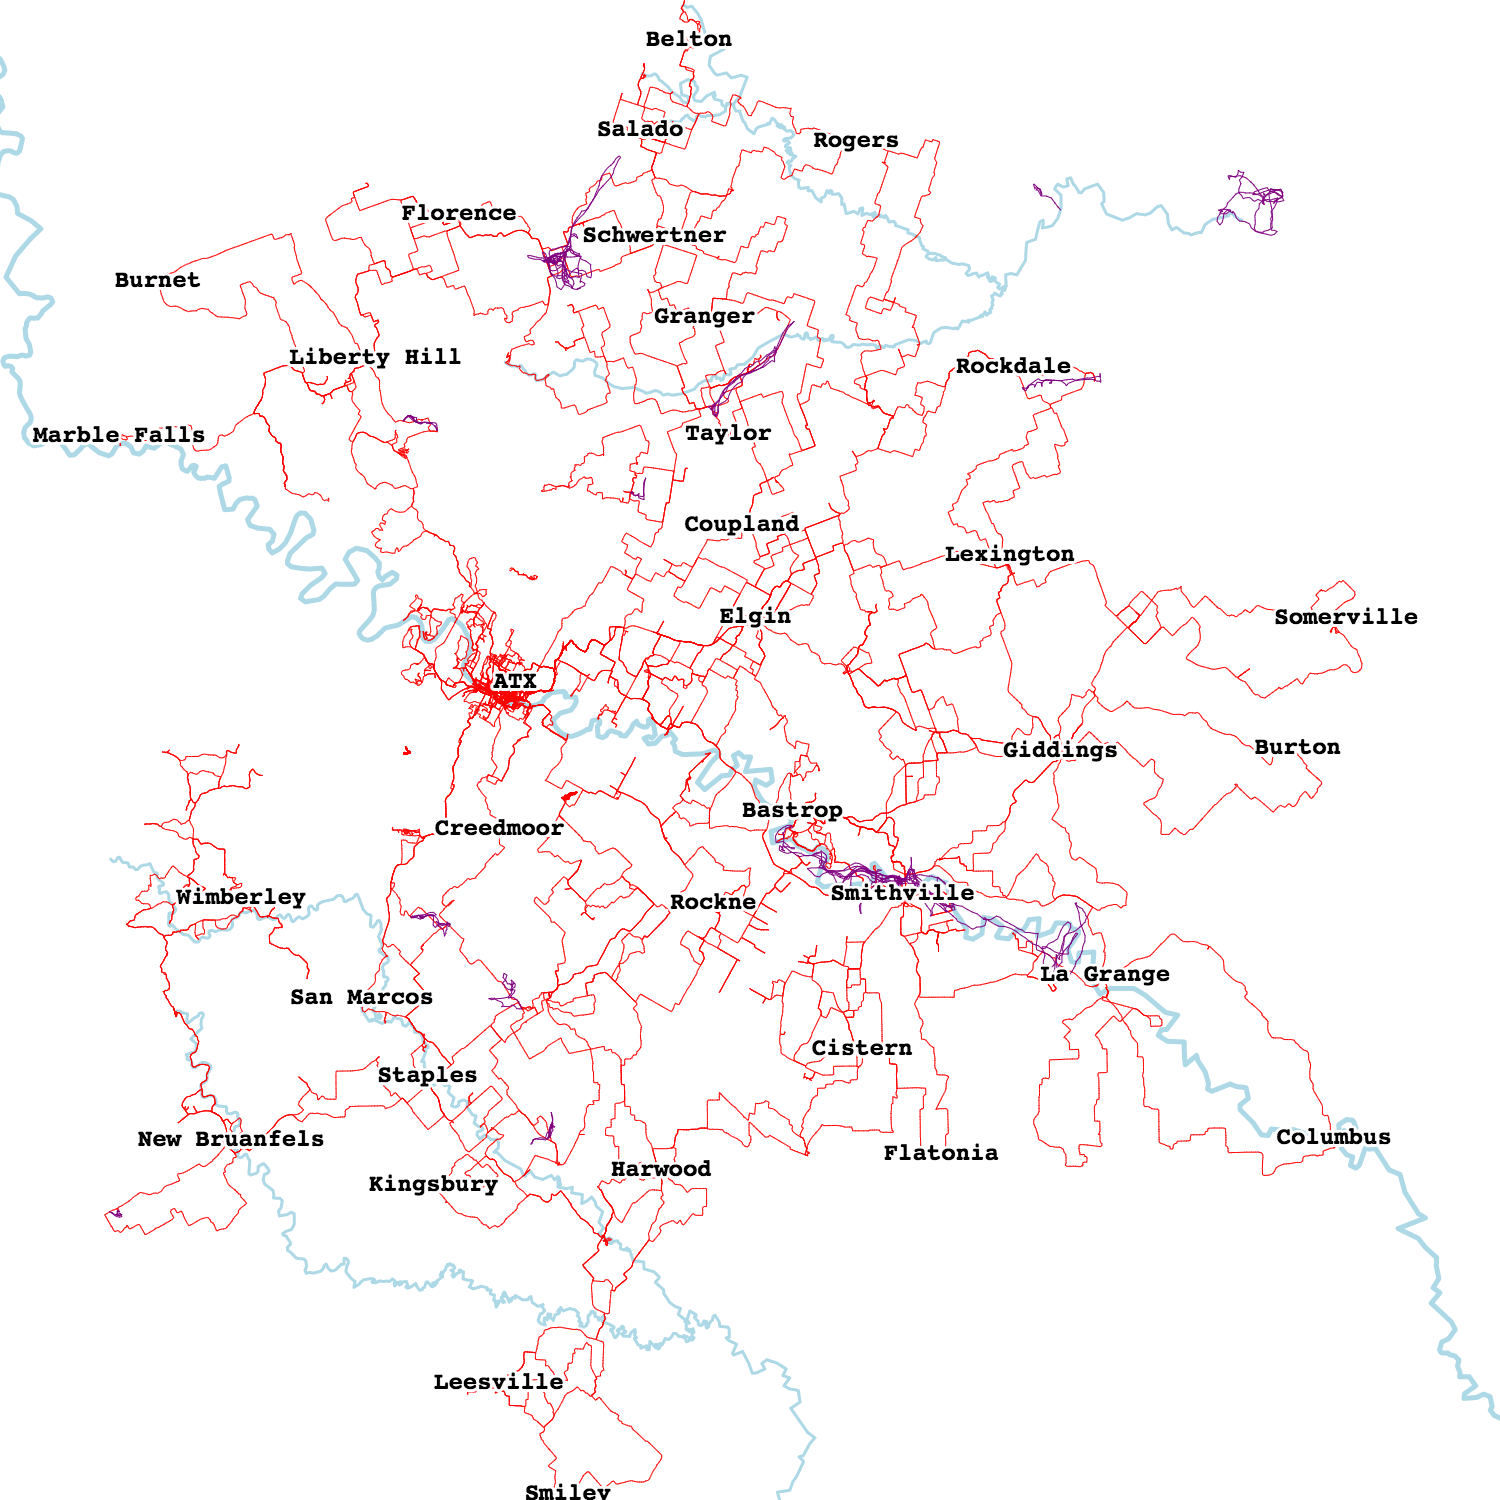 Belton
Salado
Rogers
Florence
Schwertner
Burnet
Granger
Liberty Hill
Rockdale
Marble Falls
Taylor
Coupland
Lexington
Elgin
Somerville
ATX
Giddings
Burton
Bastrop
Creedmoor
Smithville
Wimberley
Rockne
La Grange
San Marcos
Cistern
Staples
New Bruanfels
Columbus
Flatonia
Harwood
Kingsbury
Leesville
Smiley